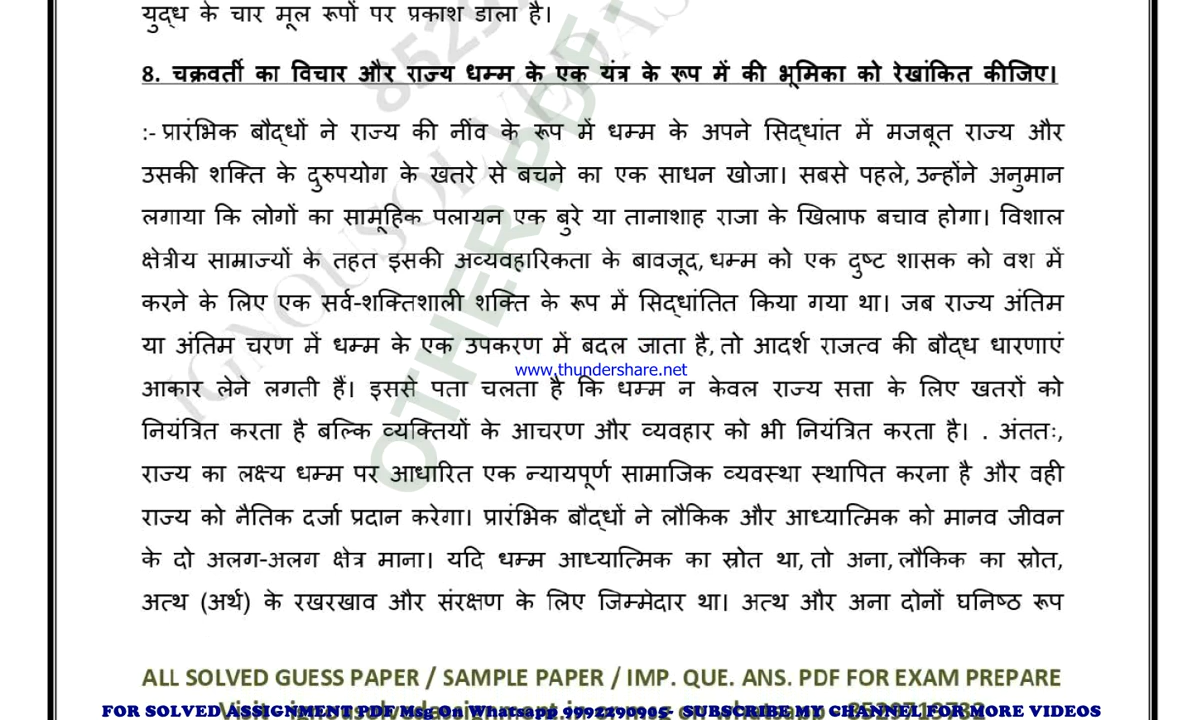 युद्ध के चार मूल रूपों पर प्रकाश डाला है।
8. चक्रवर्ती का विचार और राज्य धम्म के एक यंत्र के रूप में की भूमिका को रेखांकित कीजिए।
:- प्रारंभिक बौद्धों ने राज्य की नींव के रूप में धम्म के अपने सिद्धांत में मजबूत राज्य और
उसकी शक्ति के दुरुपयोग के खतरे से बचने का एक साधन खोजा। सबसे पहले, उन्होंने अनुमान
लगाया कि लोगों का सामूहिक पलायन एक बुरे या तानाशाह राजा के खिलाफ बचाव होगा। विशाल
क्षेत्रीय साम्राज्यों के तहत इसकी अव्यवहारिकता के बावजूद, धम्म को एक दुष्ट शासक को वश में
करने के लिए एक सर्व-शक्तिशाली शक्ति के रूप में सिद्धांतित किया गया था। जब राज्य अंतिम
या अंतिम चरण में धम्म के एक उपकरण में बदल जाता है, तो आदर्श राजत्व की बौद्ध धारणाएं
www.thundershare.net
आकार लेने लगती हैं। इससे पता चलता है कि धम्म न केवल राज्य सत्ता के लिए खतरों को
नियंत्रित करता है बल्कि व्यक्तियों के आचरण और व्यवहार को भी नियंत्रित करता है। . अंततः,
राज्य का लक्ष्य धम्म पर आधारित एक न्यायपूर्ण सामाजिक व्यवस्था स्थापित करना है और वही
राज्य को नैतिक दर्जा प्रदान करेगा। प्रारंभिक बौद्धों ने लौकिक और आध्यात्मिक को मानव जीवन
के दो अलग-अलग क्षेत्र माना। यदि धम्म आध्यात्मिक का स्रोत था, तो अना, लौकिक का स्रोत,
अत्थ (अर्थ) के रखरखाव और संरक्षण के लिए जिम्मेदार था। अत्थ और अना दोनों घनिष्ठ रूप
OTHER PDF
ALL SOLVED GUESS PAPER / SAMPLE PAPER / IMP. QUE. ANS. PDF FOR EXAM PREPARE
FOR SOLVED ASSIGNMENT PDF Msg On Whatsapp 9992490905 SUBSCRIBE MY CHANNEL FOR MORE VIDEOS